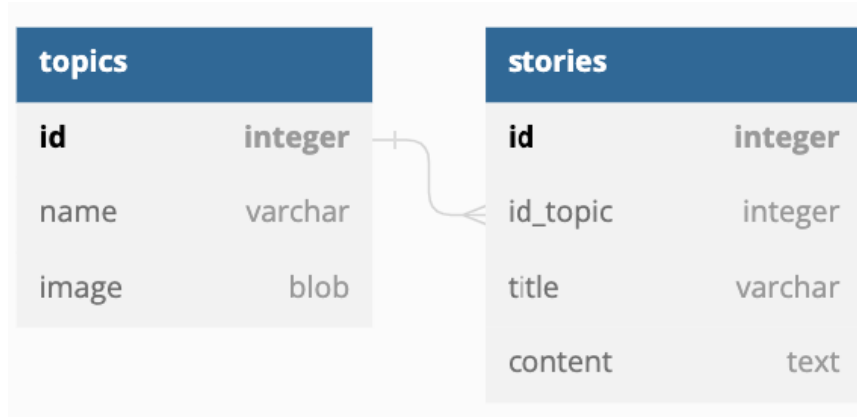 topics
id integer
name varchar
image blob
stories
id integer
id_topic integer
title varchar
content text